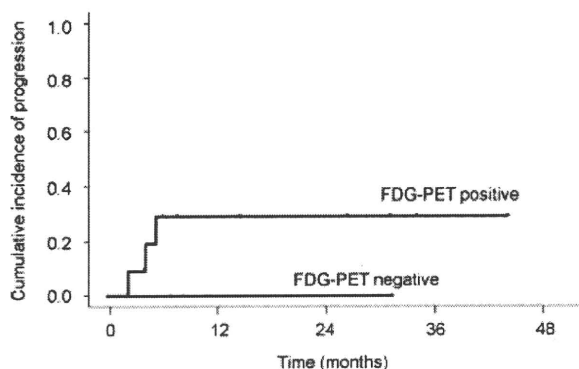 Cumulative incidence of progression
1.0
0.8
0.6
0.4
0.2
0.0
FDG-PET positive
FDG-PET negative
0 12 24 36 48
Time (months)